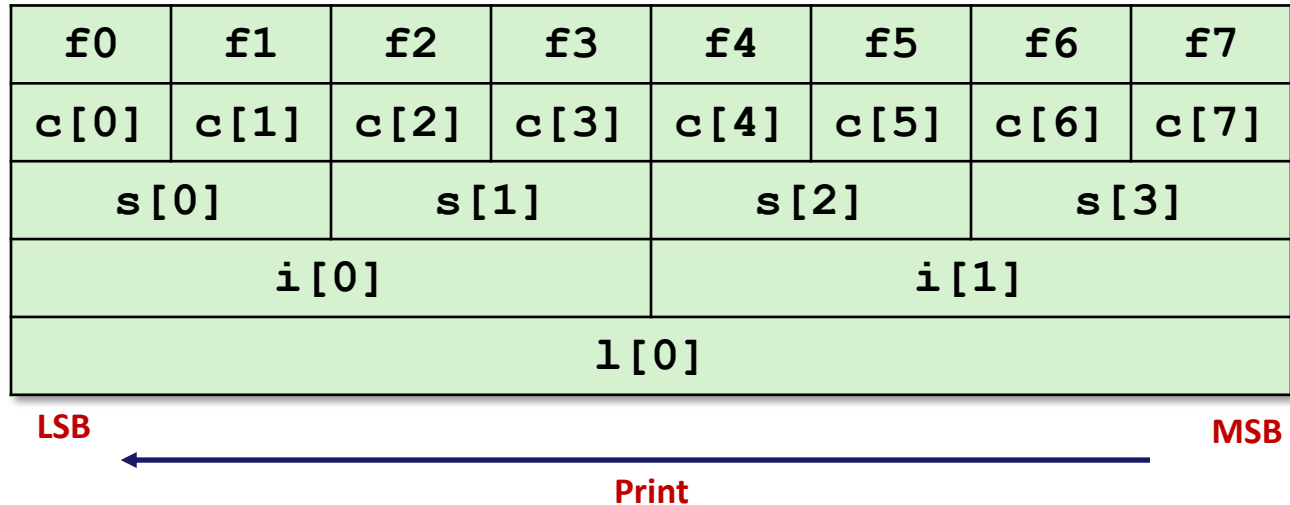 f0 f1 f2 f3 f4 f5 f6 f7
c[0] c[1] c[2] c[3] c[4] c[5] c[6] c[7]
s[0] s[1] s[2] s[3]
i[0] i[1]
l[0]
LSB MSB
Print